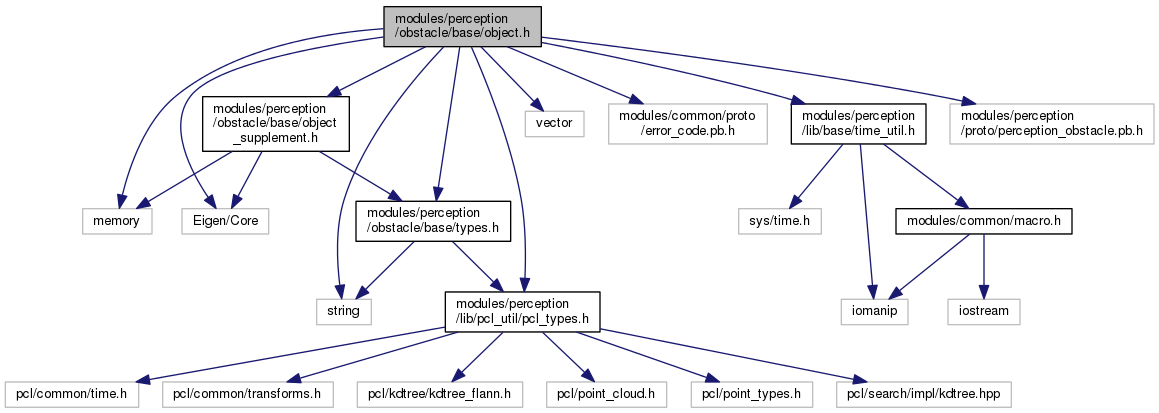 modules/perception
/obstacle/base/object.h
modules/perception
/obstacle/base/object
_supplement.h
vector
modules/common/proto
/error_code.pb.h
modules/perception
/lib/base/time_util.h
modules/perception
/proto/perception_obstacle.pb.h
memory
Eigen/Core
modules/perception
/obstacle/base/types.h
sys/time.h
modules/common/macro.h
string
modules/perception
/lib/pcl_util/pcl_types.h
iomanip
iostream
pcl/common/time.h
pcl/common/transforms.h
pcl/kdtree/kdtree_flann.h
pcl/point_cloud.h
pcl/point_types.h
pcl/search/impl/kdtree.hpp